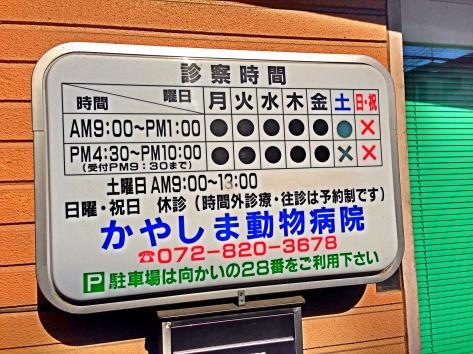 診察時間
時間 曜日 月 火 水 木 金 土 日・祝
AM9:00~PM1:00 ● ● ● ● ● ● ×
PM4:30~PM10:00 ● ● ● ● ● × ×
(受付PM9:30まで)
土曜日AM9:00~13:00
日曜・祝日 休診(時間外診療・往診は予約制です)
かやしま動物病院
☎072-820-3678
P 駐車場は向かいの28番をご利用下さい